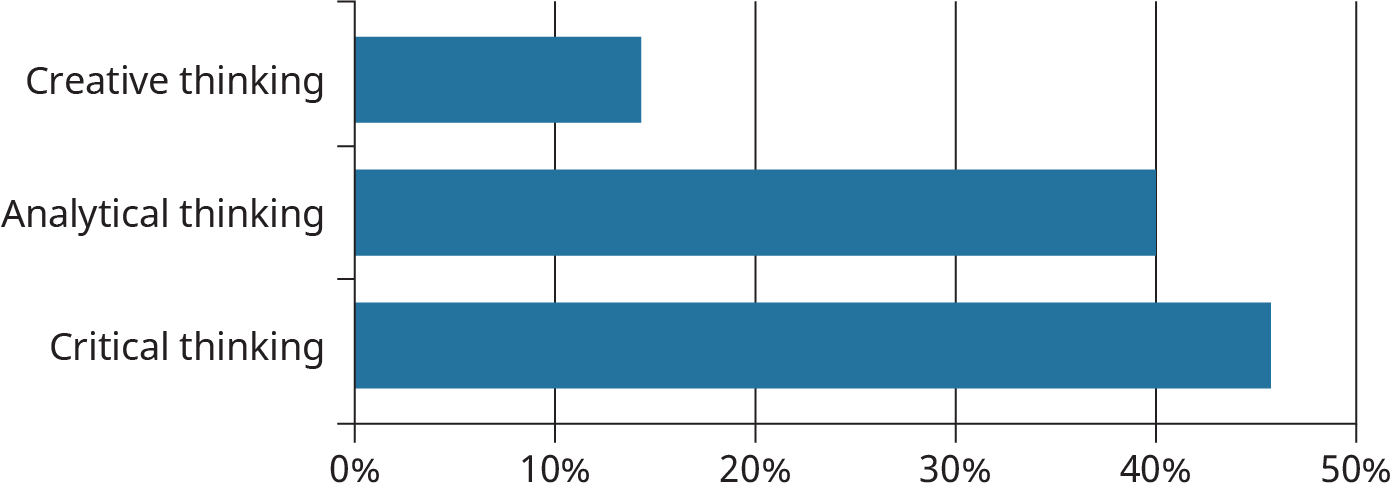 Creative thinking
Analytical thinking
Critical thinking
0% 10% 20% 30% 40% 50%